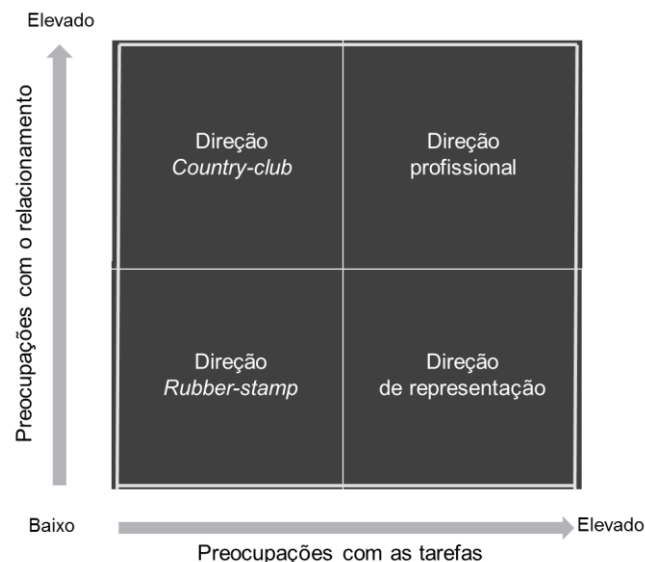 Elevado
Preocupações com o relacionamento
Direção
Country-club
Direção
profissional
Direção
Rubber-stamp
Direção
de representação
Baixo
Elevado
Preocupações com as tarefas